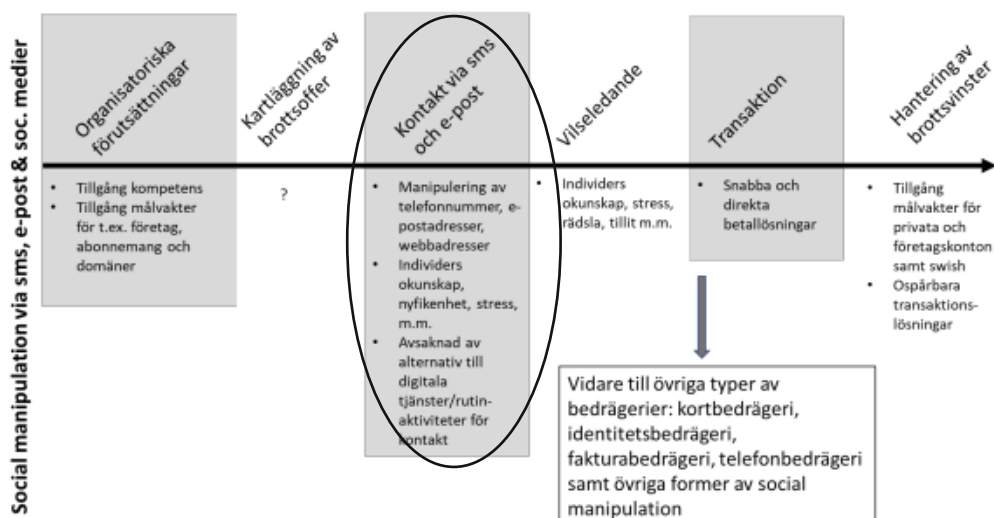 Social manipulation via sms, e-post & soc. medier
Organisatoriska
förutsättningar
Kartläggning av
brottsoffer
Kontakt via sms
och e-post
Vilseledande
Transaktion
Hantering av
brottsvinster
• Tillgång kompetens
• Tillgång målvakter
för t.ex. företag,
abonnemang och
domäner
?
• Manipulering av
telefonnummer, e-
postadresser,
webbadresser
• Individers
okunskap,
nyfikenhet, stress,
m.m.
• Avsaknad av
alternativ till
digitala
tjänster/rutin-
aktiviteter för
kontakt
• Individers
okunskap, stress,
rädsla, tillit m.m.
• Snabba och
direkta
betallösningar
• Tillgång
målvakter för
privata och
företagskonton
samt swish
• Ospårbara
transaktions-
lösningar
Vidare till övriga typer av
bedrägerier: kortbedrägeri,
identitetsbedrägeri,
fakturabedrägeri, telefonbedrägeri
samt övriga former av social
manipulation